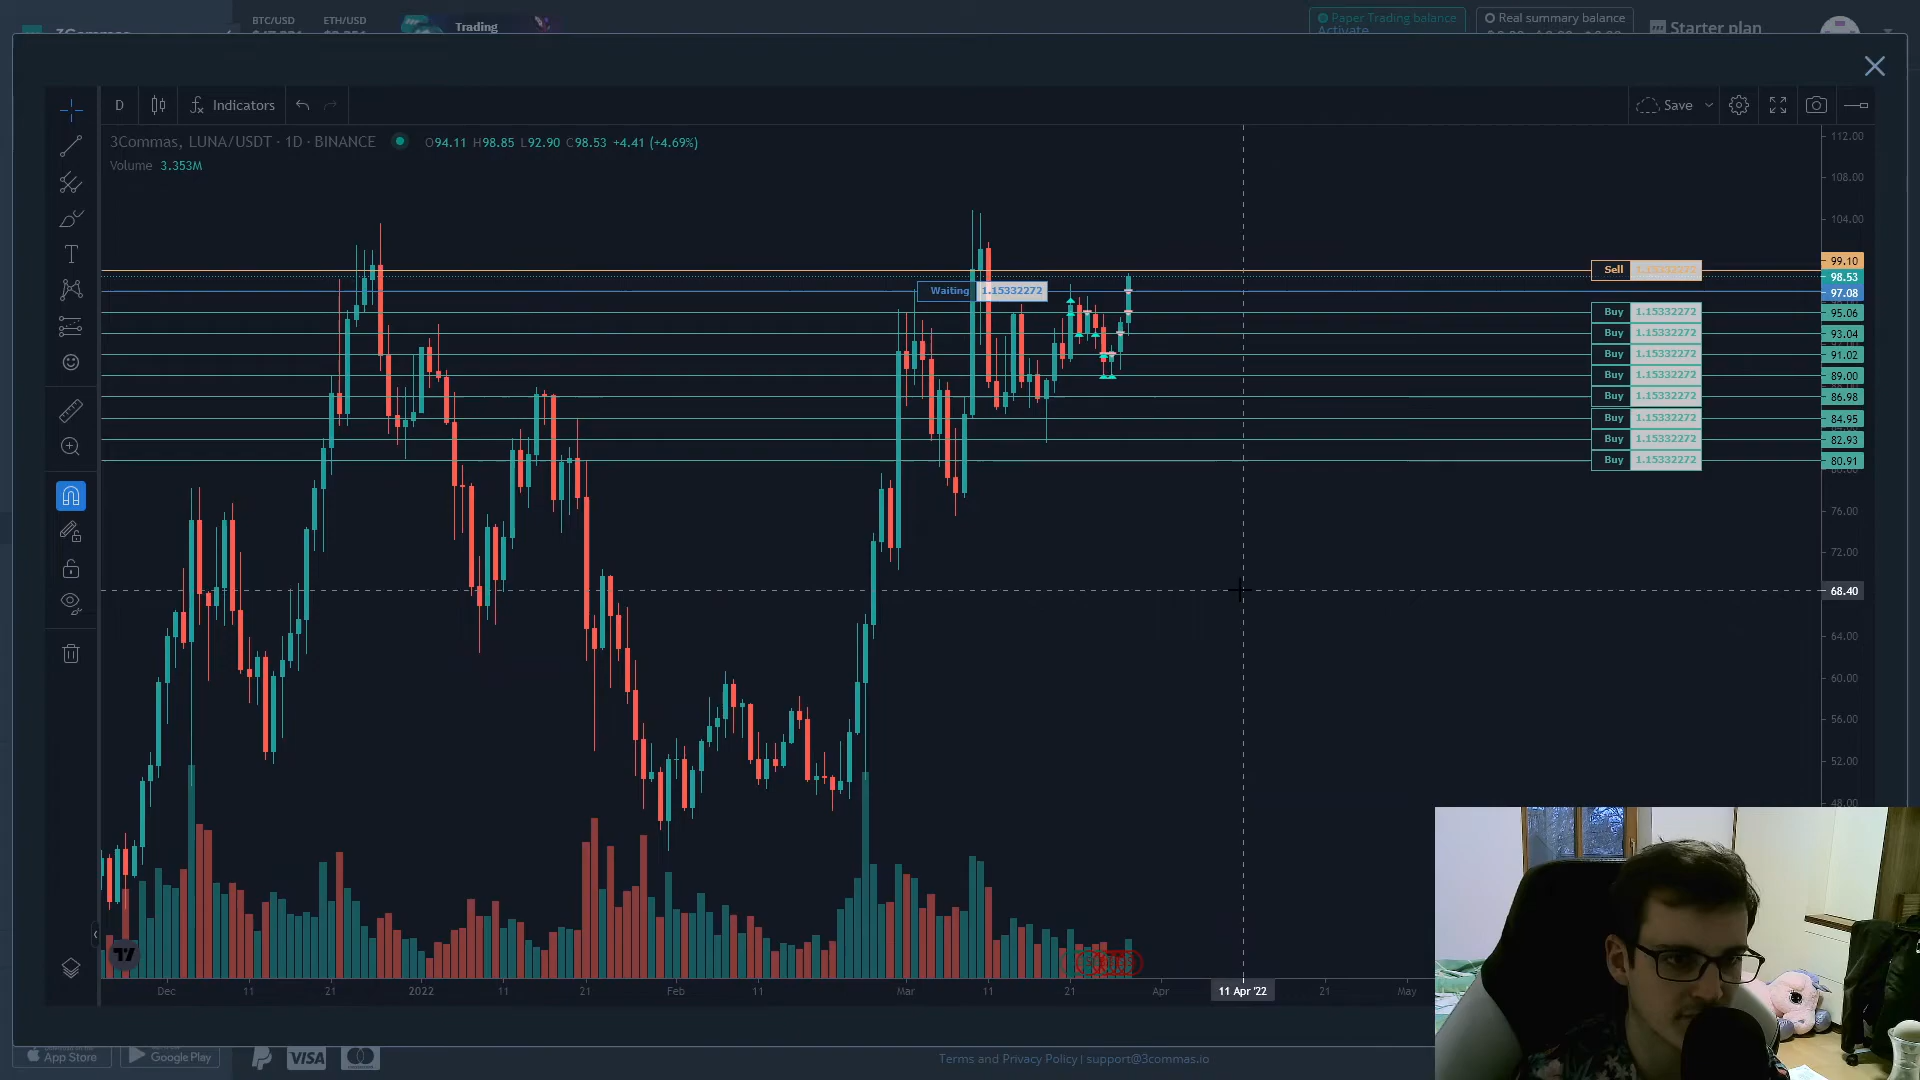 BTC/USD ETH/USD
Trading
Paper Trading balance
Activate
Real summary balance
Starter plan
3Commas
D Indicators Save
3Commas, LUNA/USDT · 1D · BINANCE O94.11 H98.85 L92.90 C98.53 +4.41 (+4.69%)
Volume 3.353M
112.00
108.00
104.00
99.10
98.53
97.08
95.06
93.04
91.02
89.00
86.98
84.95
82.93
80.91
76.00
72.00
68.40
64.00
60.00
56.00
52.00
48.00
Sell 1.15332272
Waiting 1.15332272
Buy 1.15332272
Buy 1.15332272
Buy 1.15332272
Buy 1.15332272
Buy 1.15332272
Buy 1.15332272
Buy 1.15332272
Buy 1.15332272
Dec 11 21 2022 11 21 Feb 11 Mar 11 21 Apr 11 Apr '22 21 May
App Store Google Play VISA
Terms and Privacy Policy | support@3commas.io